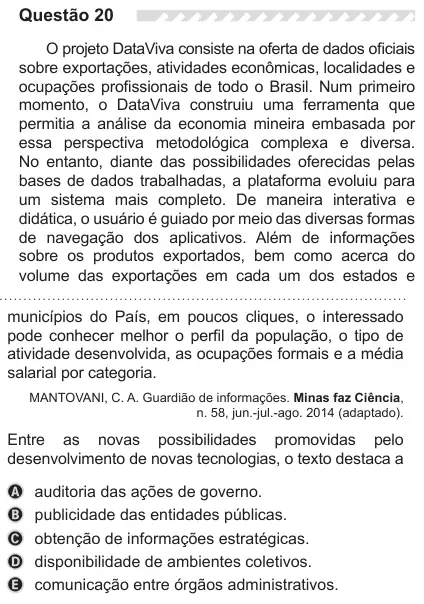 Questão 20
O projeto DataViva consiste na oferta de dados oficiais
sobre exportações, atividades econômicas, localidades e
ocupações profissionais de todo o Brasil. Num primeiro
momento, o DataViva construiu uma ferramenta que
permitia a análise da economia mineira embasada por
essa perspectiva metodológica complexa e diversa.
No entanto, diante das possibilidades oferecidas pelas
bases de dados trabalhadas, a plataforma evoluiu para
um sistema mais completo. De maneira interativa e
didática, o usuário é guiado por meio das diversas formas
de navegação dos aplicativos. Além de informações
sobre os produtos exportados, bem como acerca do
volume das exportações em cada um dos estados e
municípios do País, em poucos cliques, o interessado
pode conhecer melhor o perfil da população, o tipo de
atividade desenvolvida, as ocupações formais e a média
salarial por categoria.
MANTOVANI, C. A. Guardião de informações. Minas faz Ciência,
n. 58, jun.-jul.-ago. 2014 (adaptado).
Entre as novas possibilidades promovidas pelo
desenvolvimento de novas tecnologias, o texto destaca a
A auditoria das ações de governo.
B publicidade das entidades públicas.
C obtenção de informações estratégicas.
D disponibilidade de ambientes coletivos.
E comunicação entre órgãos administrativos.